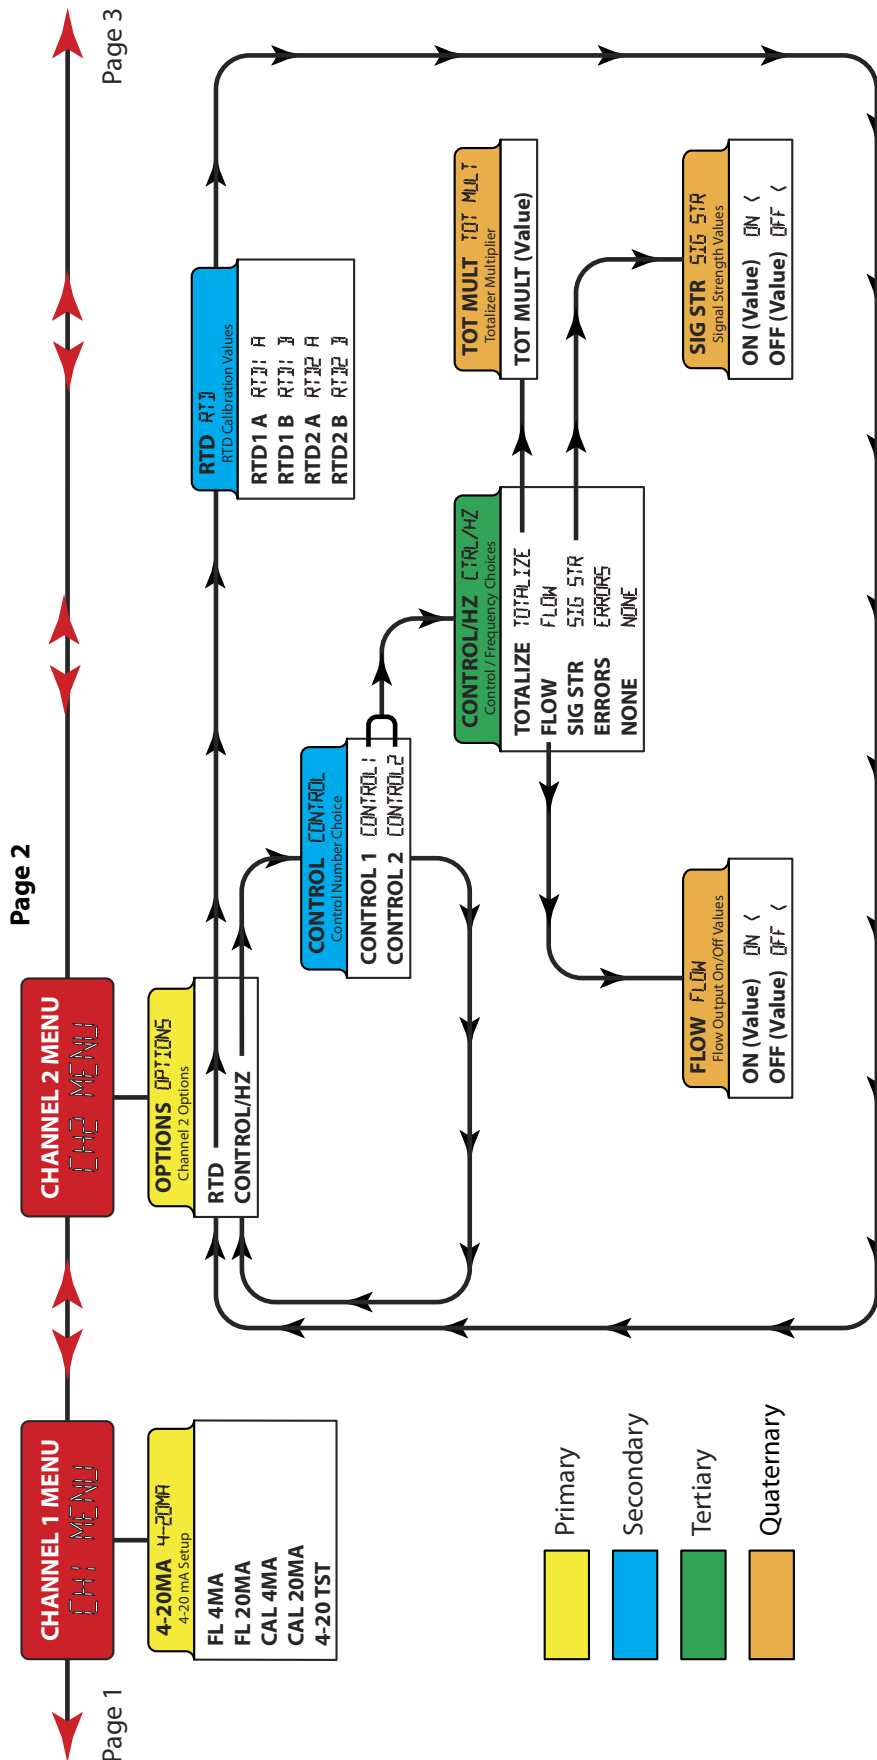 Page 2
Page 1
Page 3
CHANNEL 1 MENU
CH1 MENU
4-20MA 4-20MA
4-20 mA Setup
FL 4MA
FL 20MA
CAL 4MA
CAL 20MA
4-20 TST
CHANNEL 2 MENU
CH2 MENU
OPTIONS OPTIONS
Channel 2 Options
RTD
CONTROL/HZ
RTD RTD
RTD Calibration Values
RTD1 A RTD1 A
RTD1 B RTD1 B
RTD2 A RTD2 A
RTD2 B RTD2 B
CONTROL CONTROL
Control Number Choice
CONTROL 1 CONTROL1
CONTROL 2 CONTROL2
CONTROL/HZ CTRL/HZ
Control / Frequency Choices
TOTALIZE TOTALIZE
FLOW FLOW
SIG STR SIG STR
ERRORS ERRORS
NONE NONE
TOT MULT TOT MULT
Totalizer Multiplier
TOT MULT (Value)
FLOW FLOW
Flow Output On/Off Values
ON (Value) ON <
OFF (Value) OFF <
SIG STR SIG STR
Signal Strength Values
ON (Value) ON <
OFF (Value) OFF <
Primary
Secondary
Tertiary
Quaternary